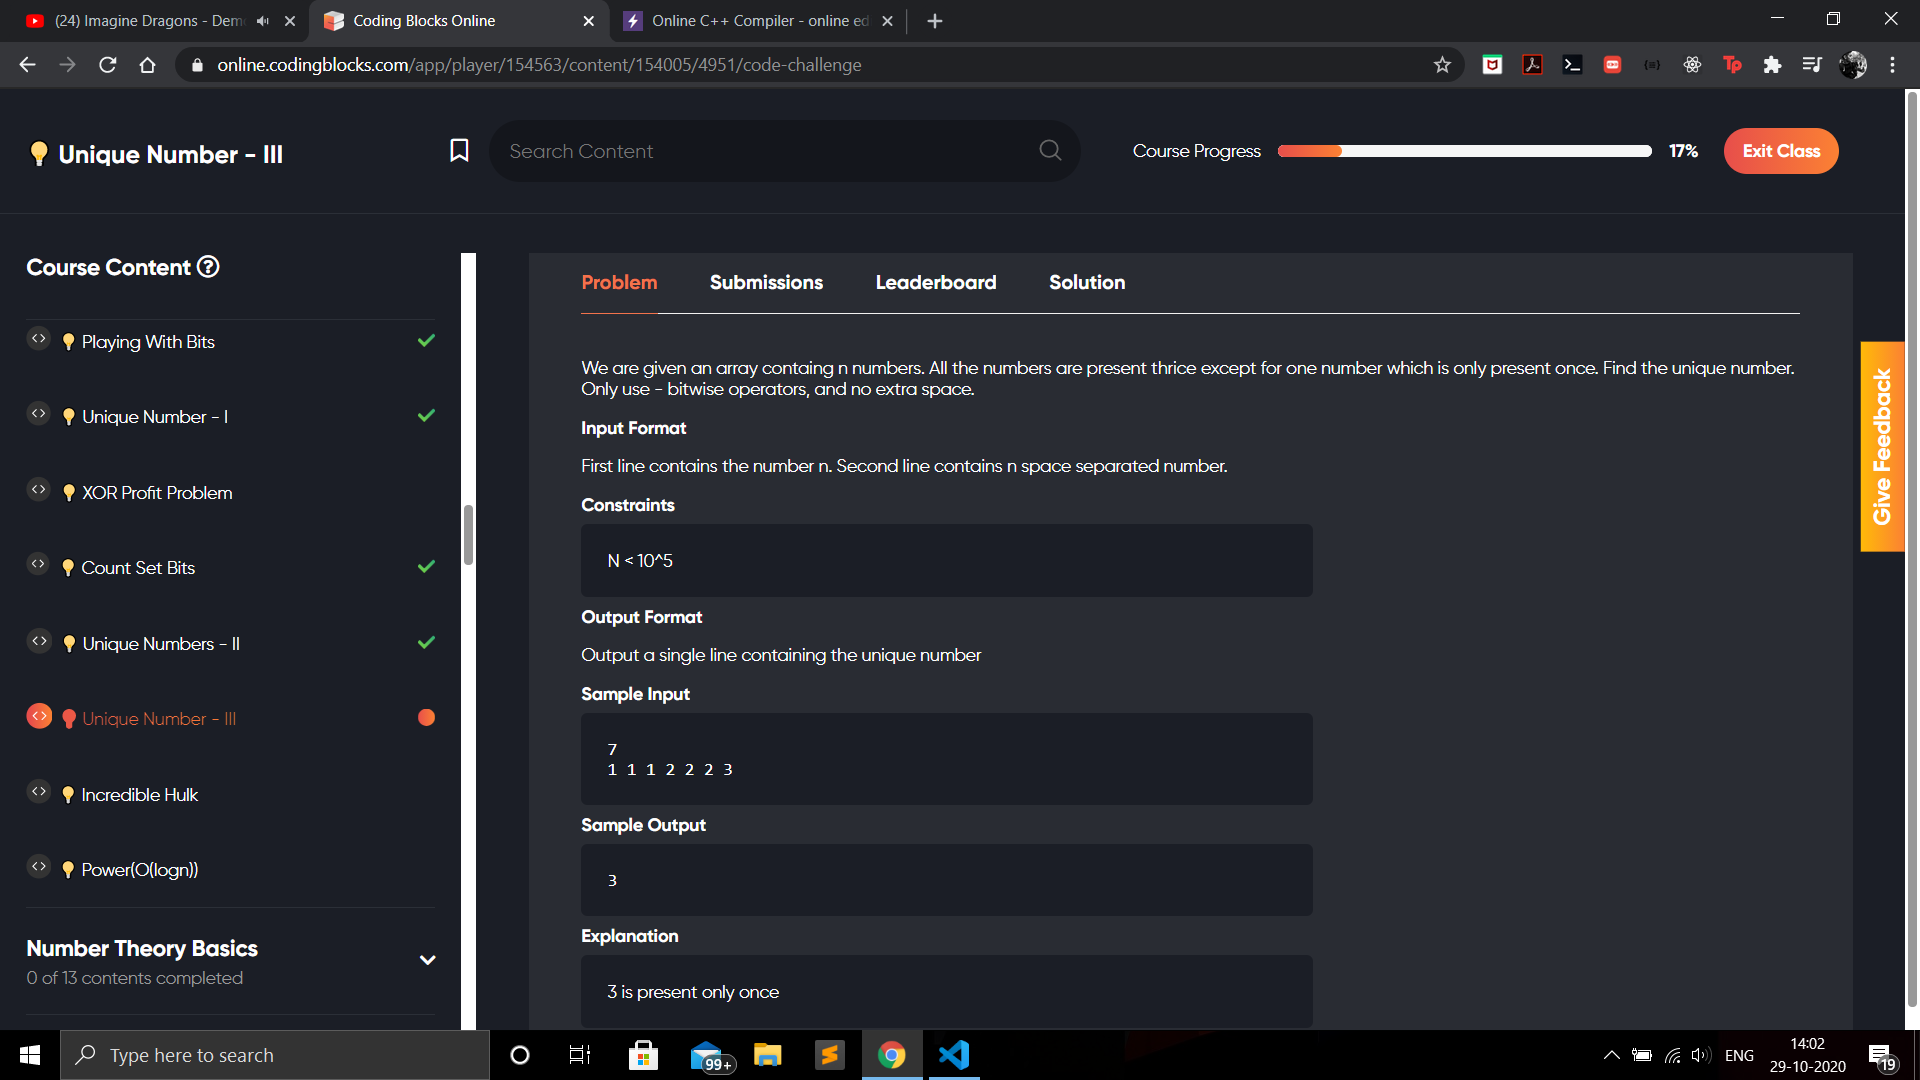 (24) Imagine Dragons - Dem
Coding Blocks Online
Online C++ Compiler - online ed
online.codingblocks.com/app/player/154563/content/154005/4951/code-challenge
Tp
Unique Number - III
Search Content
Course Progress
17%
Exit Class
Course Content
Playing With Bits
Unique Number - I
XOR Profit Problem
Count Set Bits
Unique Numbers - II
Unique Number - III
Incredible Hulk
Power(O(logn))
Number Theory Basics
0 of 13 contents completed
Problem
Submissions
Leaderboard
Solution
We are given an array containg n numbers. All the numbers are present thrice except for one number which is only present once. Find the unique number.
Only use - bitwise operators, and no extra space.
Input Format
First line contains the number n. Second line contains n space separated number.
Constraints
N < 10^5
Output Format
Output a single line containing the unique number
Sample Input
7
1 1 1 2 2 2 3
Sample Output
3
Explanation
3 is present only once
Give Feedback
Type here to search
99+
ENG
14:02
29-10-2020
19